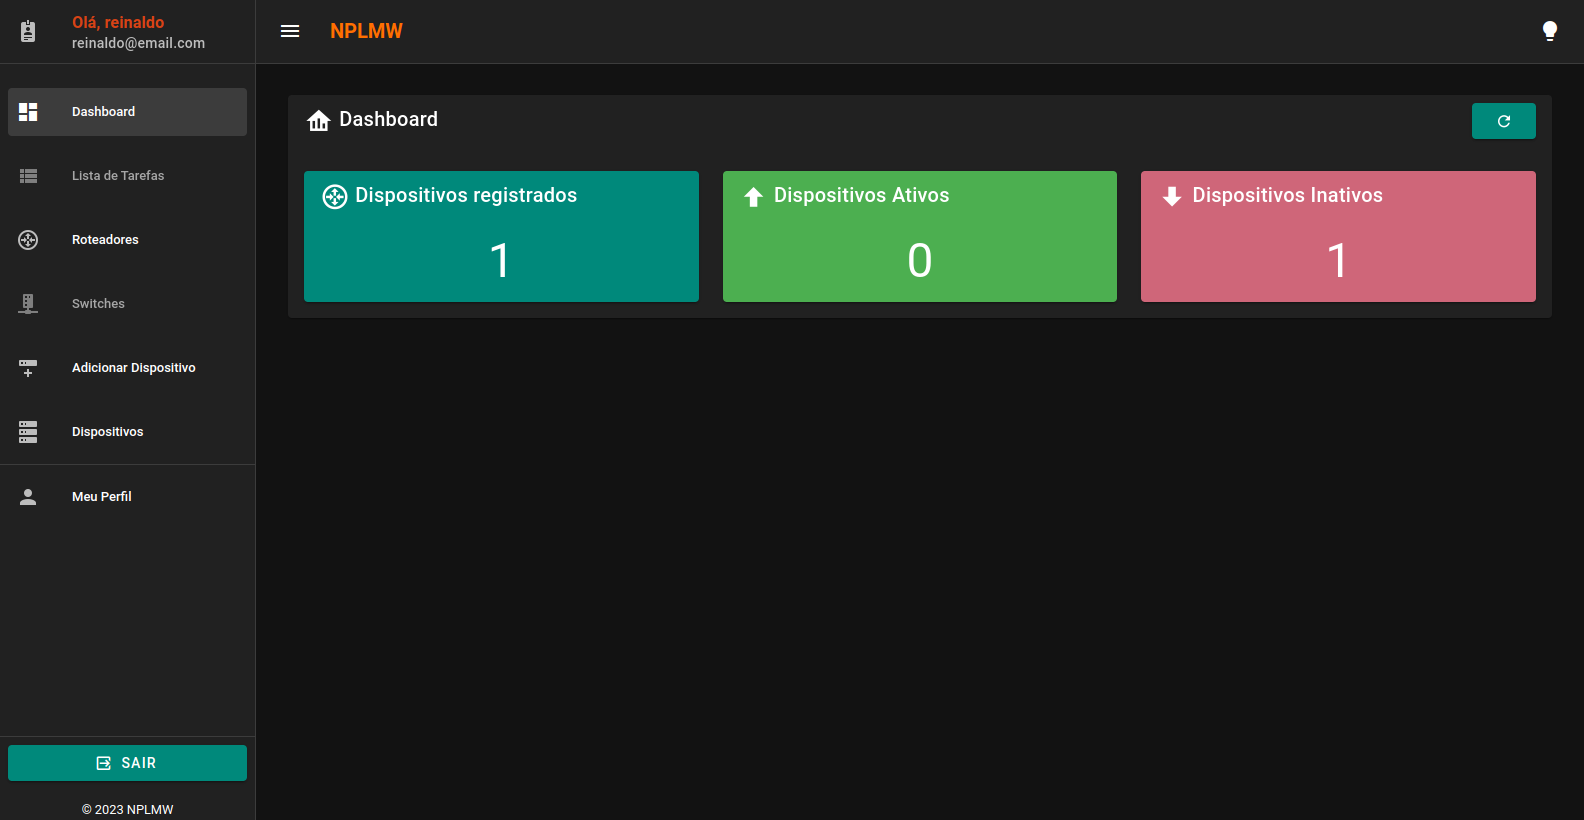 Olá, reinaldo
reinaldo@email.com
NPLMW
Dashboard
Lista de Tarefas
Roteadores
Switches
Adicionar Dispositivo
Dispositivos
Meu Perfil
SAIR
© 2023 NPLMW
Dashboard
Dispositivos registrados
1
Dispositivos Ativos
0
Dispositivos Inativos
1